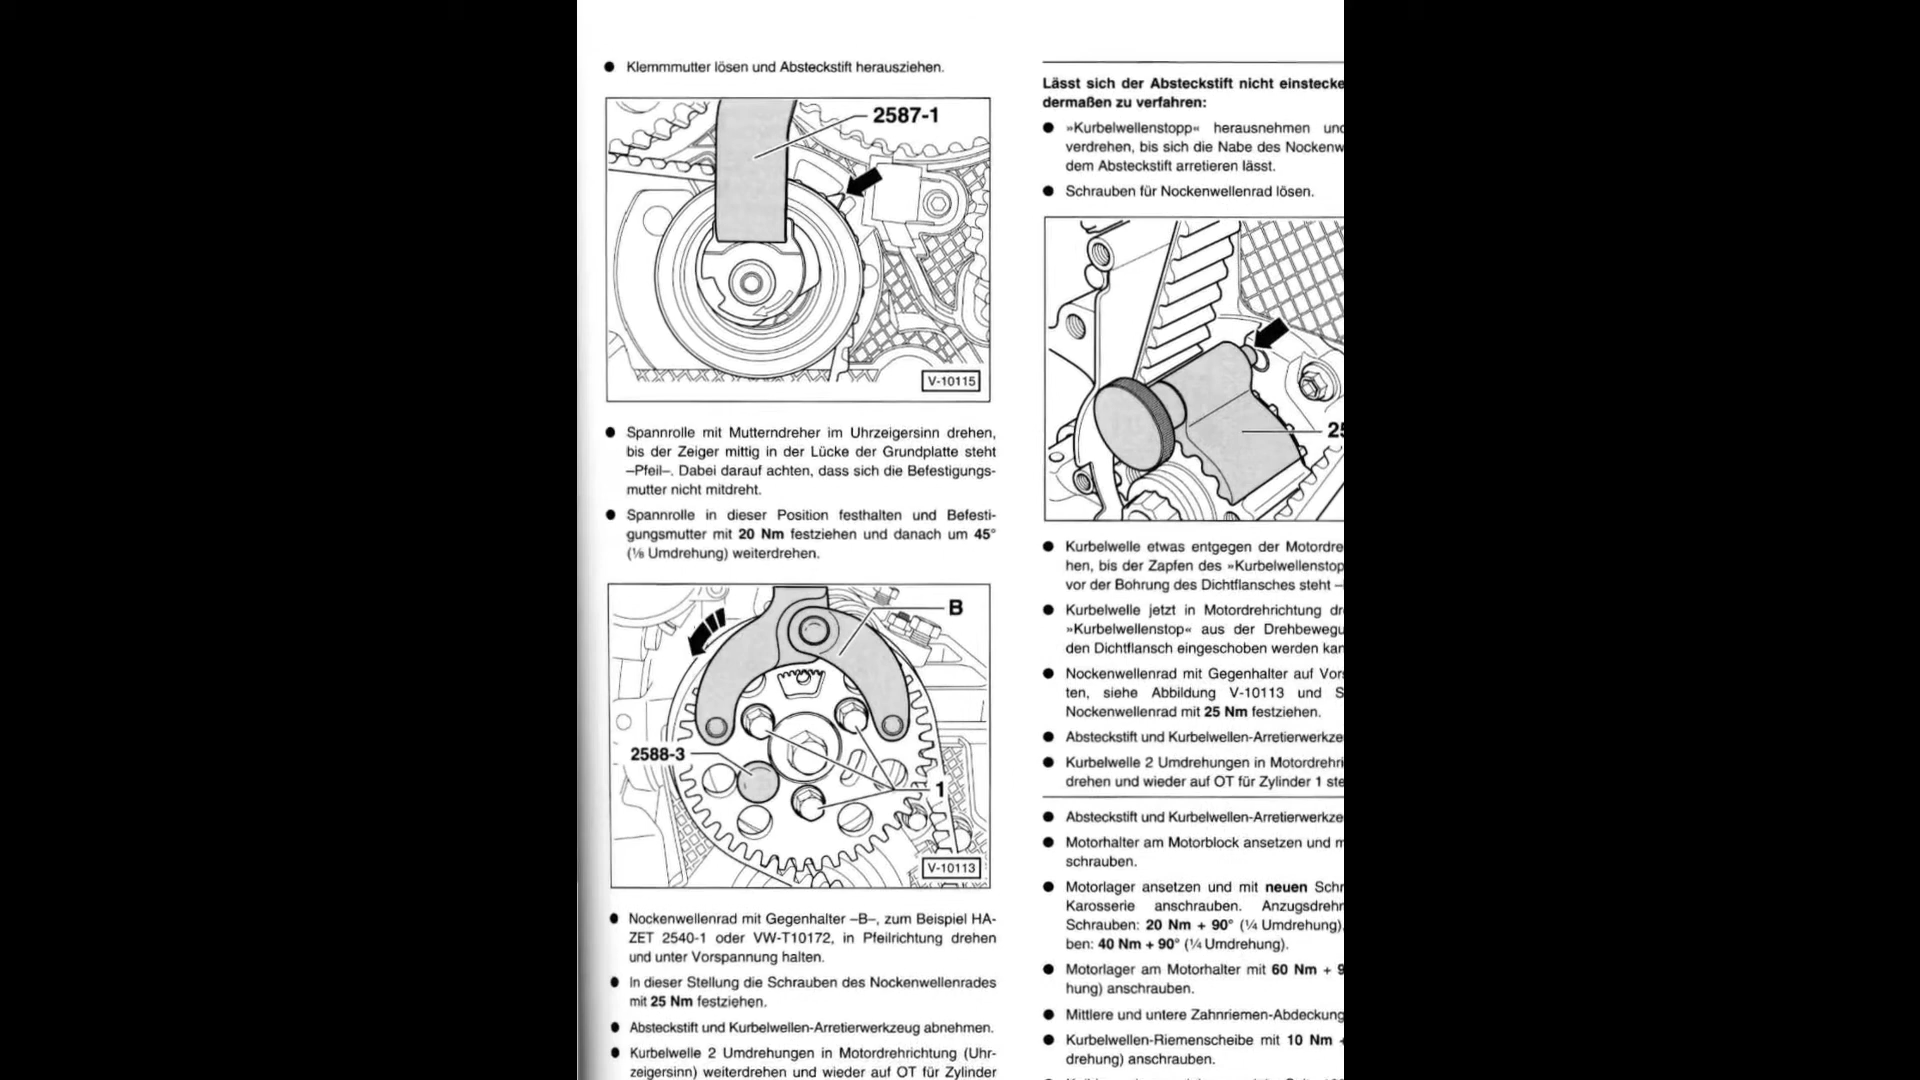 ● Klemmmutter lösen und Absteckstift herausziehen.
2587-1
V-10115
● Spannrolle mit Mutterndreher im Uhrzeigersinn drehen,
bis der Zeiger mittig in der Lücke der Grundplatte steht
–Pfeil–. Dabei darauf achten, dass sich die Befestigungs-
mutter nicht mitdreht.
● Spannrolle in dieser Position festhalten und Befesti-
gungsmutter mit 20 Nm festziehen und danach um 45°
(⅛ Umdrehung) weiterdrehen.
B
2588-3
1
V-10113
● Nockenwellenrad mit Gegenhalter –B–, zum Beispiel HA-
ZET 2540-1 oder VW-T10172, in Pfeilrichtung drehen
und unter Vorspannung halten.
● In dieser Stellung die Schrauben des Nockenwellenrades
mit 25 Nm festziehen.
● Absteckstift und Kurbelwellen-Arretierwerkzeug abnehmen.
● Kurbelwelle 2 Umdrehungen in Motordrehrichtung (Uhr-
zeigersinn) weiterdrehen und wieder auf OT für Zylinder
Lässt sich der Absteckstift nicht einstecke
dermaßen zu verfahren:
● »Kurbelwellenstopp« herausnehmen und
verdrehen, bis sich die Nabe des Nockenw
dem Absteckstift arretieren lässt.
● Schrauben für Nockenwellenrad lösen.
25
● Kurbelwelle etwas entgegen der Motordre
hen, bis der Zapfen des »Kurbelwellenstop
vor der Bohrung des Dichtflansches steht –
● Kurbelwelle jetzt in Motordrehrichtung dr
»Kurbelwellenstop« aus der Drehbewegu
den Dichtflansch eingeschoben werden kan
● Nockenwellenrad mit Gegenhalter auf Vors
ten, siehe Abbildung V-10113 und S
Nockenwellenrad mit 25 Nm festziehen.
● Absteckstift und Kurbelwellen-Arretierwerkze
● Kurbelwelle 2 Umdrehungen in Motordrehri
drehen und wieder auf OT für Zylinder 1 ste
● Absteckstift und Kurbelwellen-Arretierwerkze
● Motorhalter am Motorblock ansetzen und m
schrauben.
● Motorlager ansetzen und mit neuen Schr
Karosserie anschrauben. Anzugsdrehm
Schrauben: 20 Nm + 90° (¼ Umdrehung)
ben: 40 Nm + 90° (¼ Umdrehung).
● Motorlager am Motorhalter mit 60 Nm + 9
hung) anschrauben.
● Mittlere und untere Zahnriemen-Abdeckung
● Kurbelwellen-Riemenscheibe mit 10 Nm +
drehung) anschrauben.